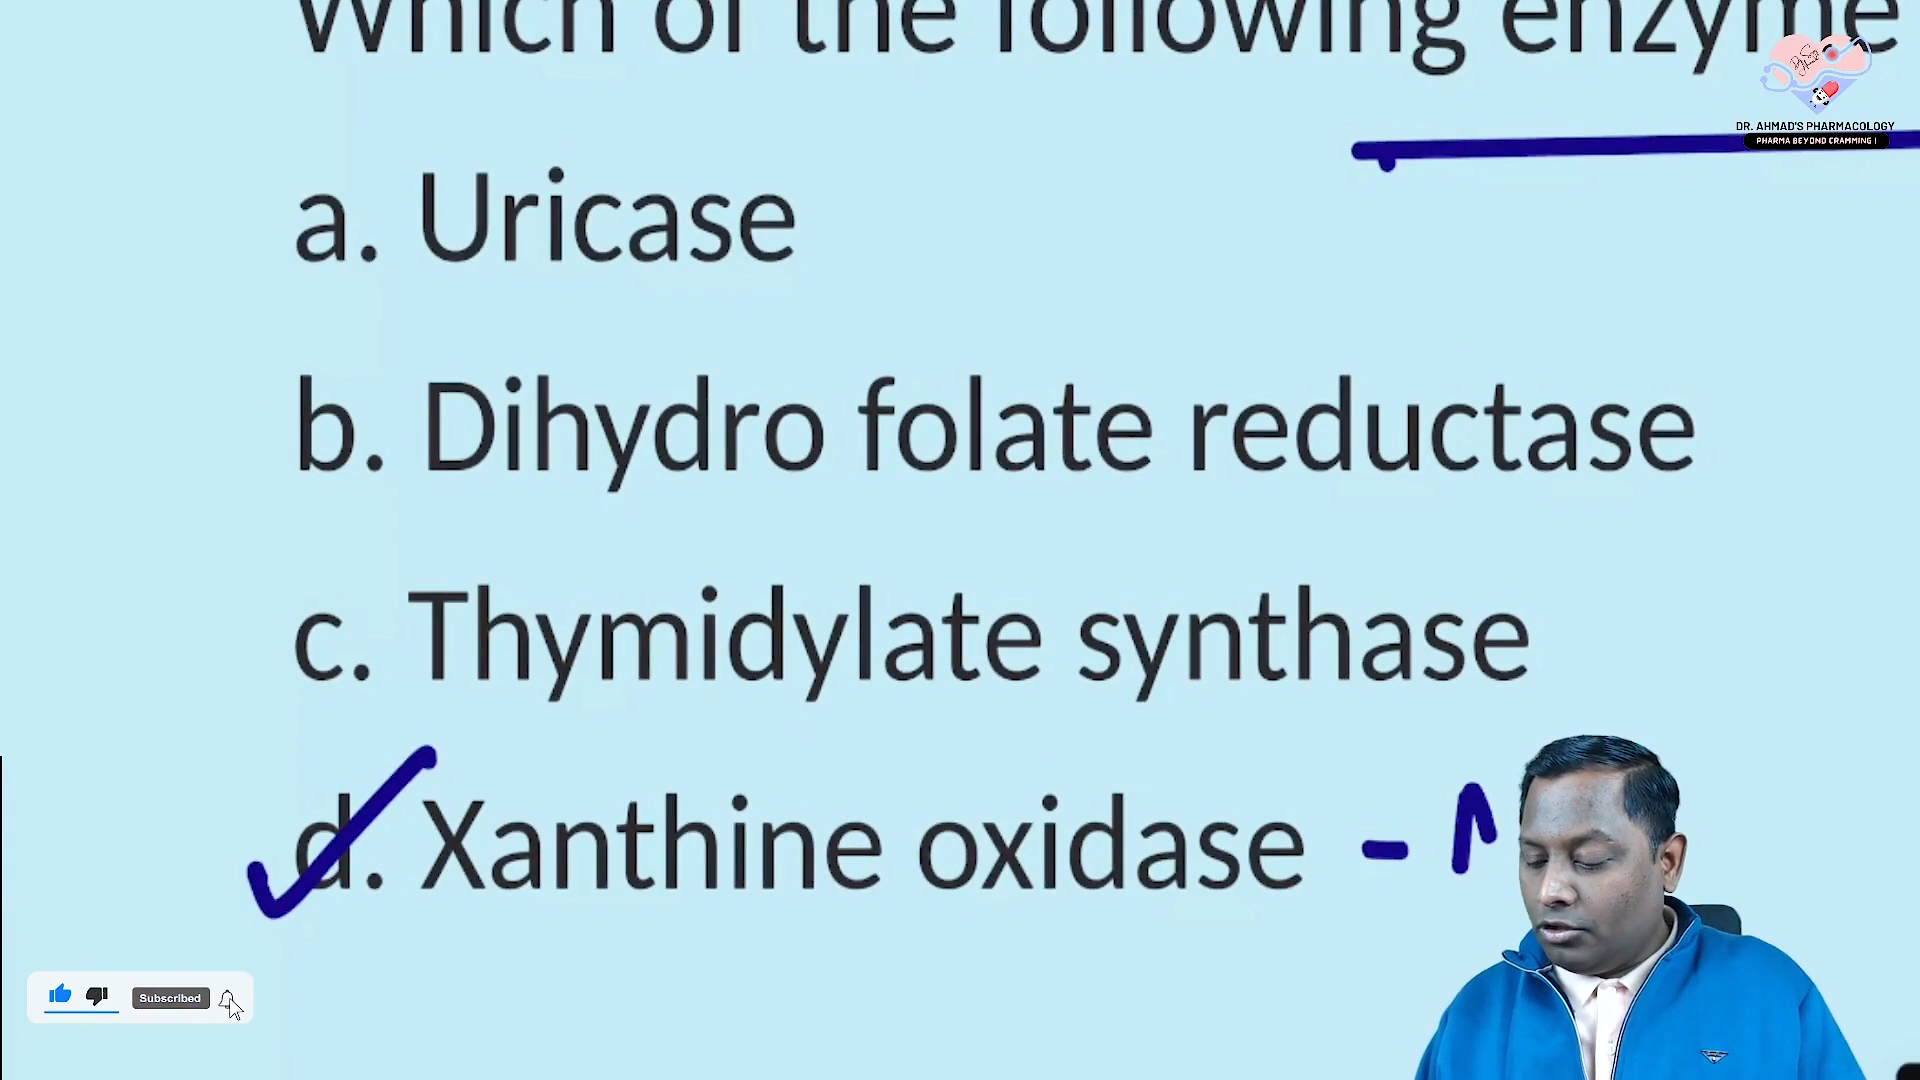 Which of the following enzyme
DR. AHMAD'S PHARMACOLOGY
PHARMA BEYOND CRAMMING !
a. Uricase
b. Dihydro folate reductase
c. Thymidylate synthase
d. Xanthine oxidase -
Subscribed